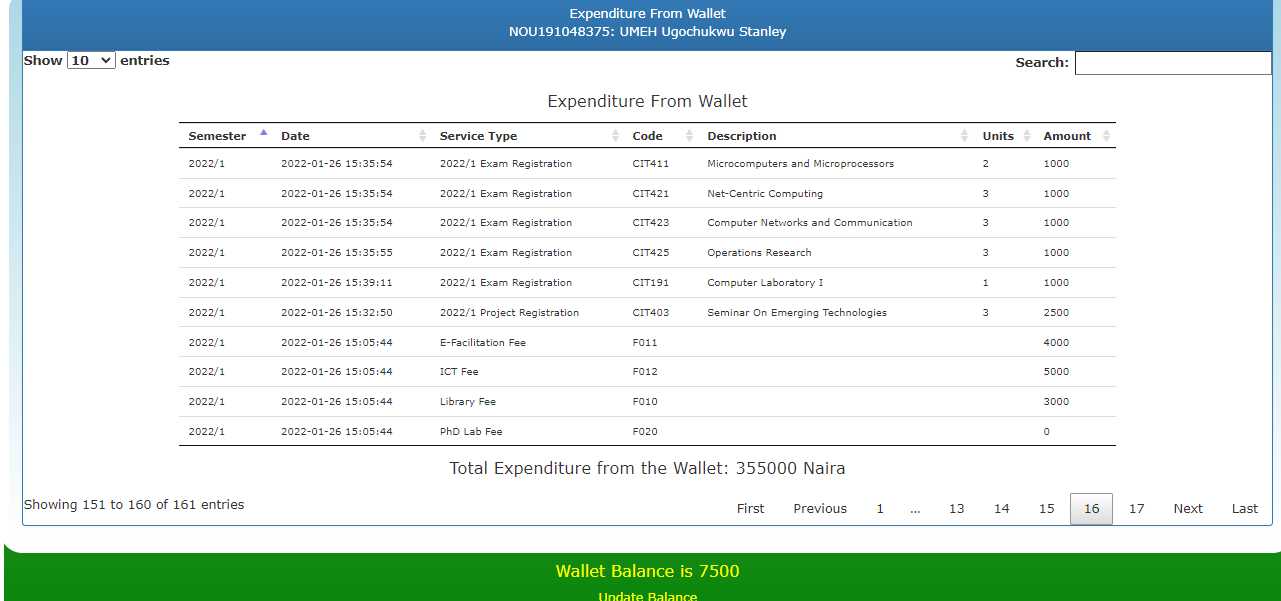 Expenditure From Wallet
NOU191048375: UMEH Ugochukwu Stanley
Show 10 entries
Search:
Expenditure From Wallet
Semester Date Service Type Code Description Units Amount
2022/1 2022-01-26 15:35:54 2022/1 Exam Registration CIT411 Microcomputers and Microprocessors 2 1000
2022/1 2022-01-26 15:35:54 2022/1 Exam Registration CIT421 Net-Centric Computing 3 1000
2022/1 2022-01-26 15:35:54 2022/1 Exam Registration CIT423 Computer Networks and Communication 3 1000
2022/1 2022-01-26 15:35:55 2022/1 Exam Registration CIT425 Operations Research 3 1000
2022/1 2022-01-26 15:39:11 2022/1 Exam Registration CIT191 Computer Laboratory I 1 1000
2022/1 2022-01-26 15:32:50 2022/1 Project Registration CIT403 Seminar On Emerging Technologies 3 2500
2022/1 2022-01-26 15:05:44 E-Facilitation Fee F011 4000
2022/1 2022-01-26 15:05:44 ICT Fee F012 5000
2022/1 2022-01-26 15:05:44 Library Fee F010 3000
2022/1 2022-01-26 15:05:44 PhD Lab Fee F020 0
Total Expenditure from the Wallet: 355000 Naira
Showing 151 to 160 of 161 entries
First Previous 1 ... 13 14 15 16 17 Next Last
Wallet Balance is 7500
Update Balance